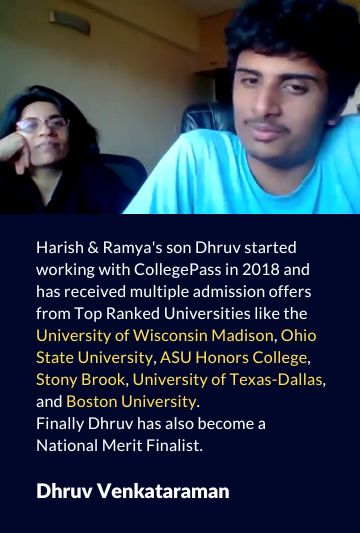 Harish & Ramya's son Dhruv started
working with CollegePass in 2018 and
has received multiple admission offers
from Top Ranked Universities like the
University of Wisconsin Madison, Ohio
State University, ASU Honors College,
Stony Brook, University of Texas-Dallas,
and Boston University.
Finally Dhruv has also become a
National Merit Finalist.
Dhruv Venkataraman